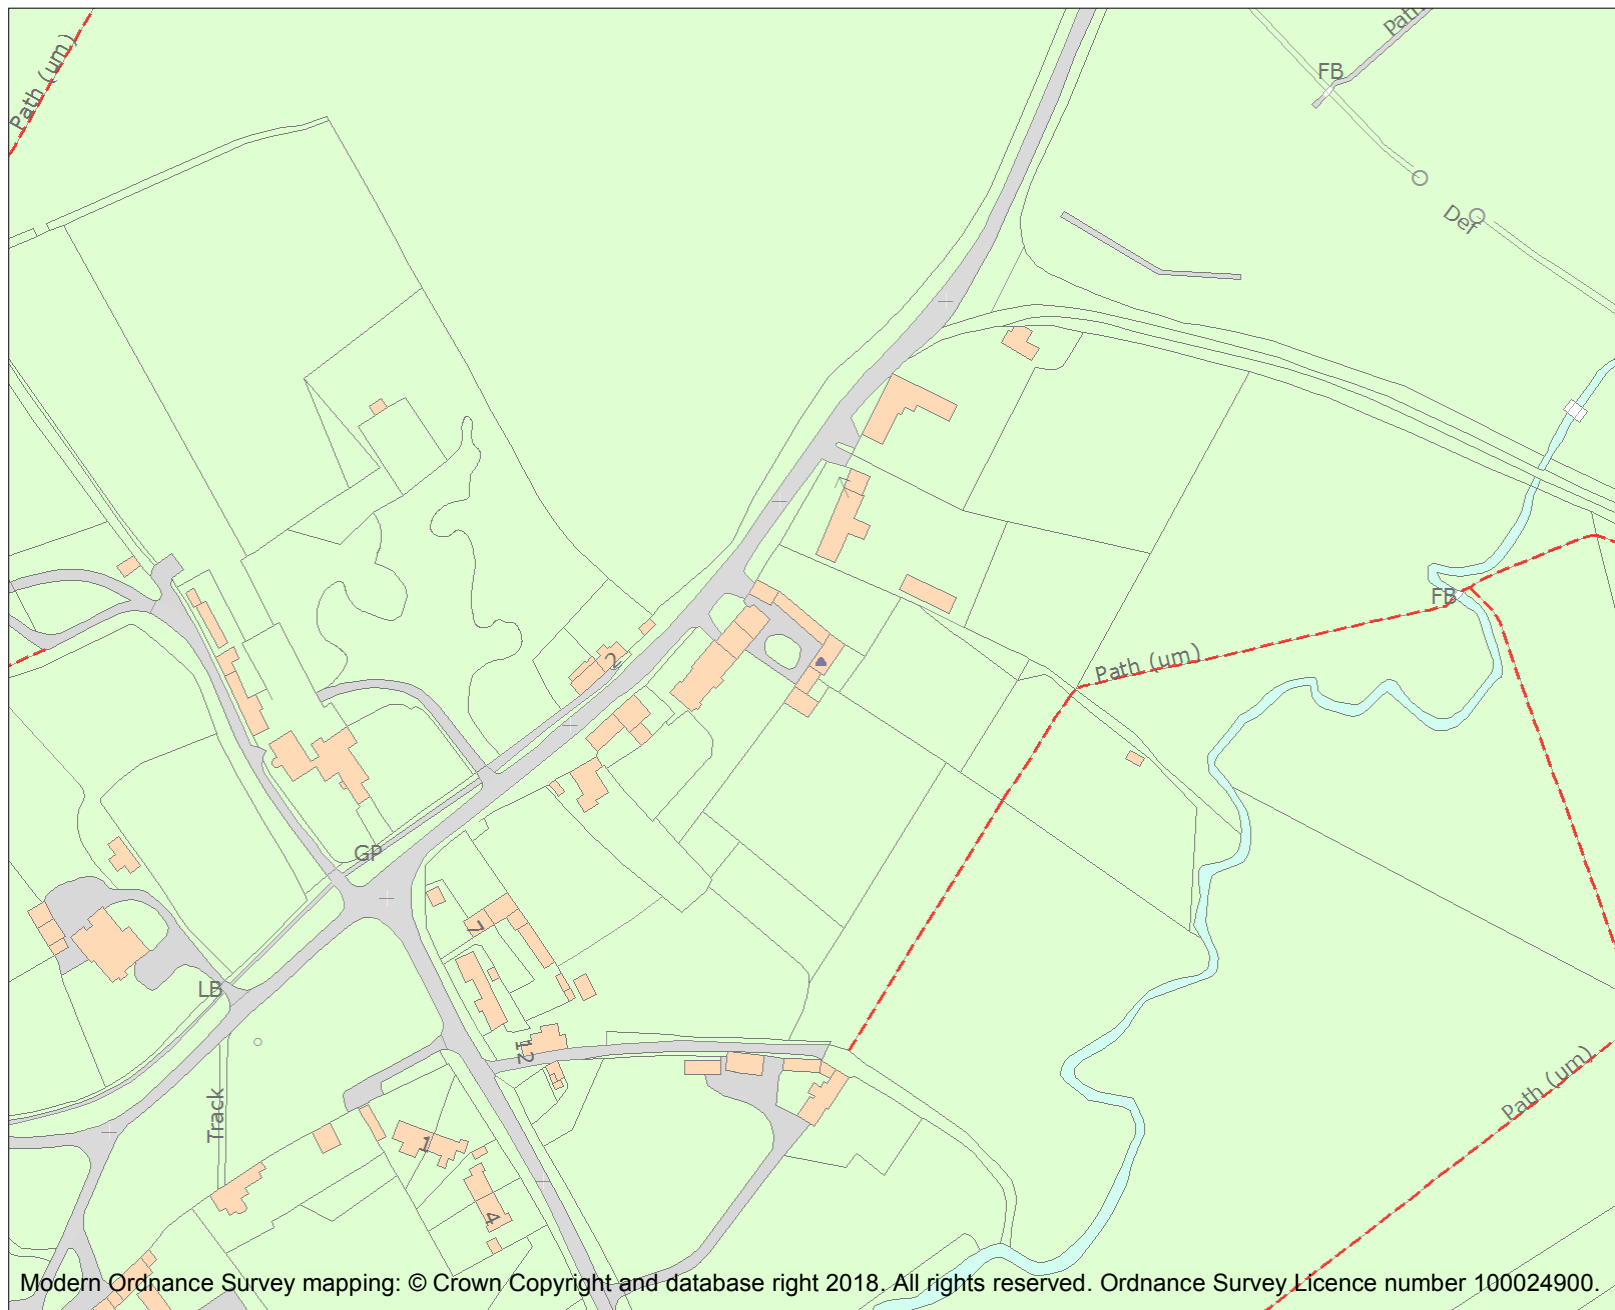 Path (um)
Path
FB
Def
2
FB
Path (um)
GP
7
LB
12
Path (um)
Track
1
4
Modern Ordnance Survey mapping: © Crown Copyright and database right 2018. All rights reserved. Ordnance Survey Licence number 100024900.